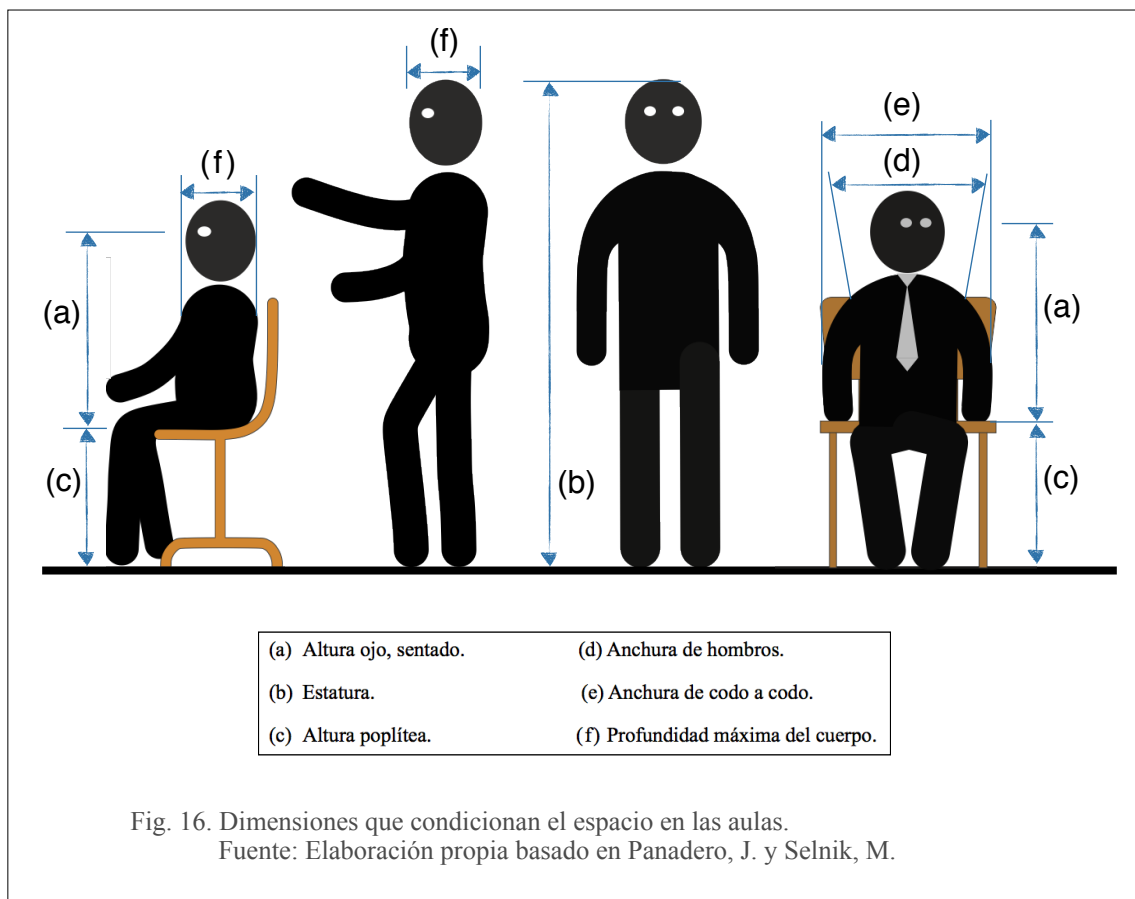 (f)
(f)
(e)
(d)
(a)
(a)
(c)
(b)
(c)
(a) Altura ojo, sentado.
(d) Anchura de hombros.
(b) Estatura.
(e) Anchura de codo a codo.
(c) Altura poplítea.
(f) Profundidad máxima del cuerpo.
Fig. 16. Dimensiones que condicionan el espacio en las aulas.
Fuente: Elaboración propia basado en Panadero, J. y Selnik, M.